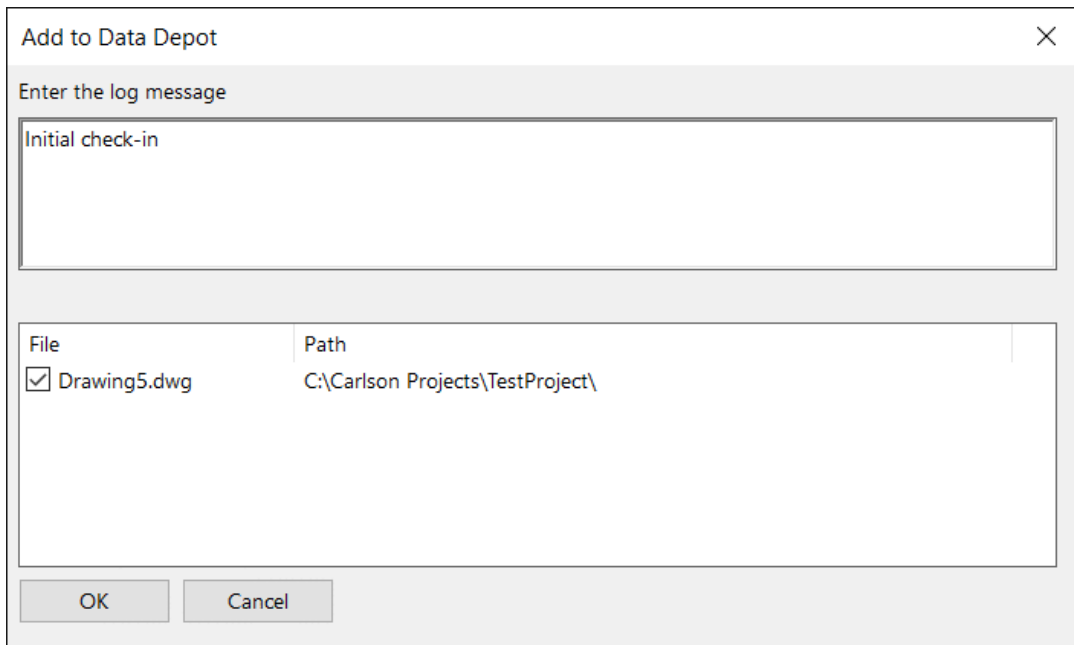 Add to Data Depot
Enter the log message
Initial check-in
File Path
Drawing5.dwg C:\Carlson Projects\TestProject\
OK Cancel